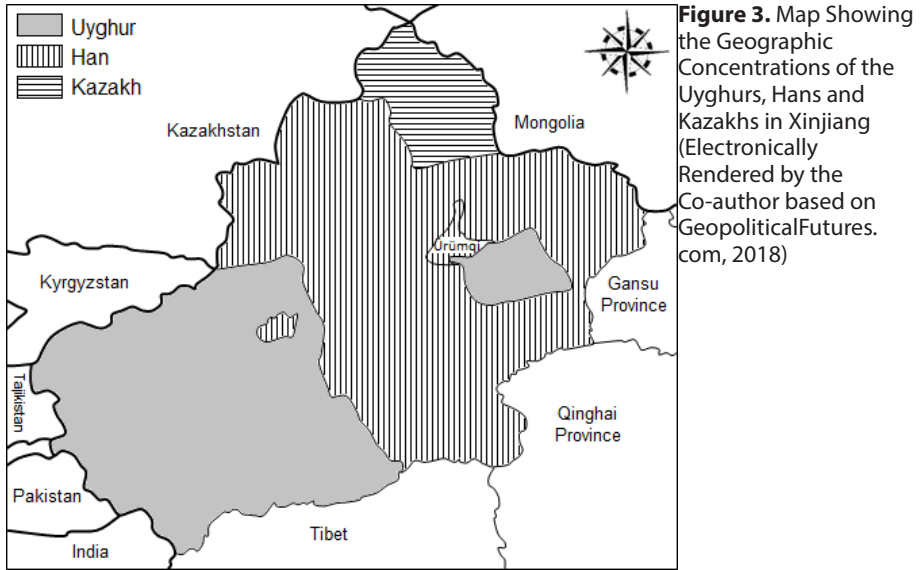 Uyghur
Han
Kazakh
Kazakhstan
Mongolia
Ürümqi
Kyrgyzstan
Gansu
Province
Tajikistan
Qinghai
Province
Pakistan
Tibet
India
Figure 3. Map Showing
the Geographic
Concentrations of the
Uyghurs, Hans and
Kazakhs in Xinjiang
(Electronically
Rendered by the
Co-author based on
GeopoliticalFutures.
com, 2018)